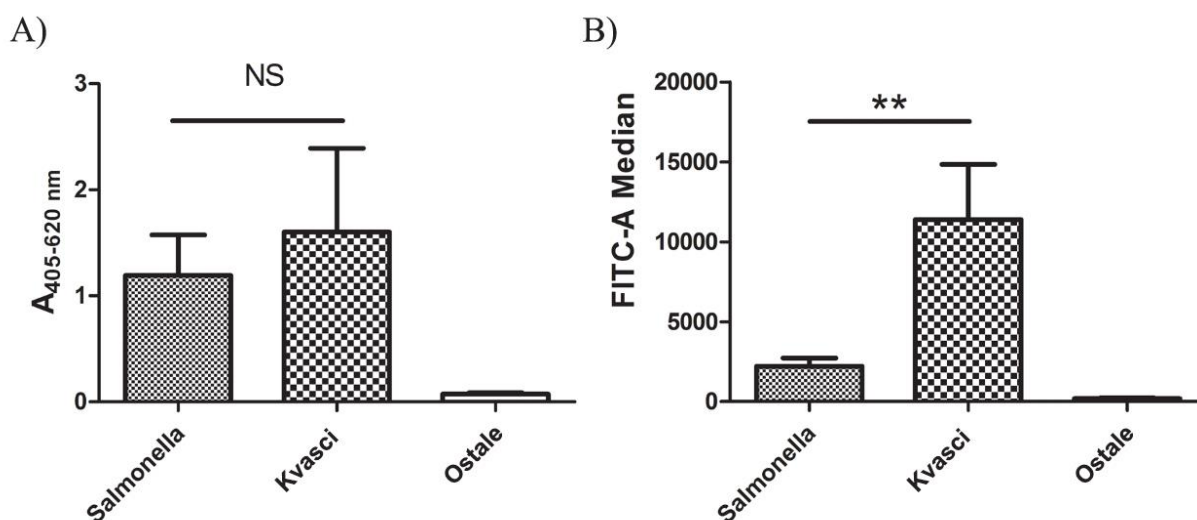 A)
NS
3
2
1
0
A405-620 nm
Salmonella
Kvasci
Ostale
B)
**
20000
15000
10000
5000
0
FITC-A Median
Salmonella
Kvasci
Ostale